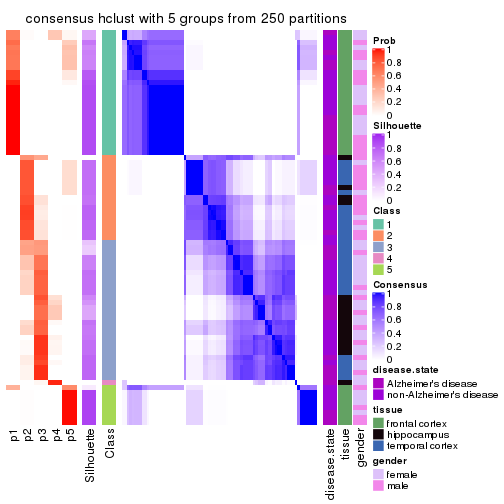 consensus hclust with 5 groups from 250 partitions
p1
p2
p3
p4
p5
Silhouette
Class
disease.state
tissue
gender
Prob
1
0.8
0.6
0.4
0.2
0
Silhouette
1
0.8
0.6
0.4
0.2
0
Class
1
2
3
4
5
Consensus
1
0.8
0.6
0.4
0.2
0
disease.state
Alzheimer's disease
non-Alzheimer's disease
tissue
frontal cortex
hippocampus
temporal cortex
gender
female
male